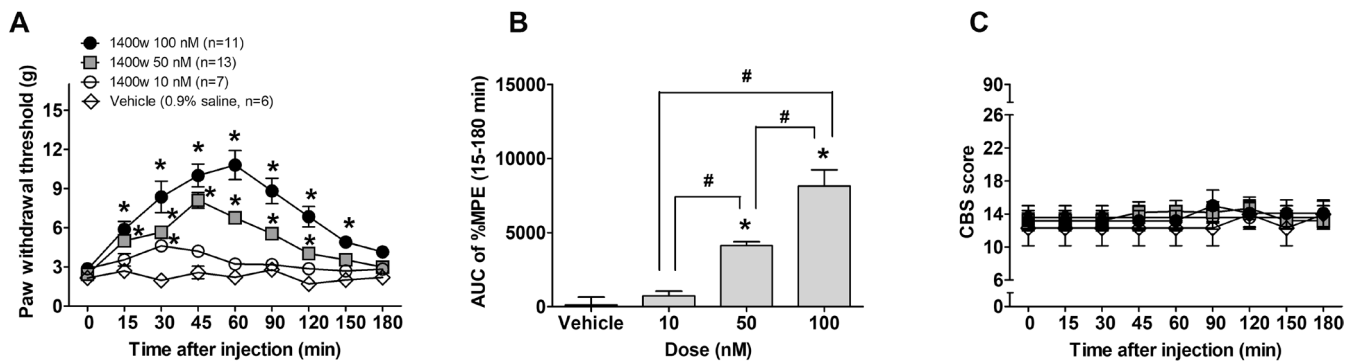 A
1400w 100 nM (n=11)
1400w 50 nM (n=13)
1400w 10 nM (n=7)
Vehicle (0.9% saline, n=6)
Paw withdrawal threshold (g)
15
12
9
6
3
0
* * * * * * *
* * * * * *
*
0 15 30 45 60 90 120 150 180
Time after injection (min)
B
AUC of %MPE (15-180 min)
15000
10000
5000
0
#
#
#
*
*
Vehicle 10 50 100
Dose (nM)
C
CBS score
90
26
22
18
14
10
6
0
0 15 30 45 60 90 120 150 180
Time after injection (min)